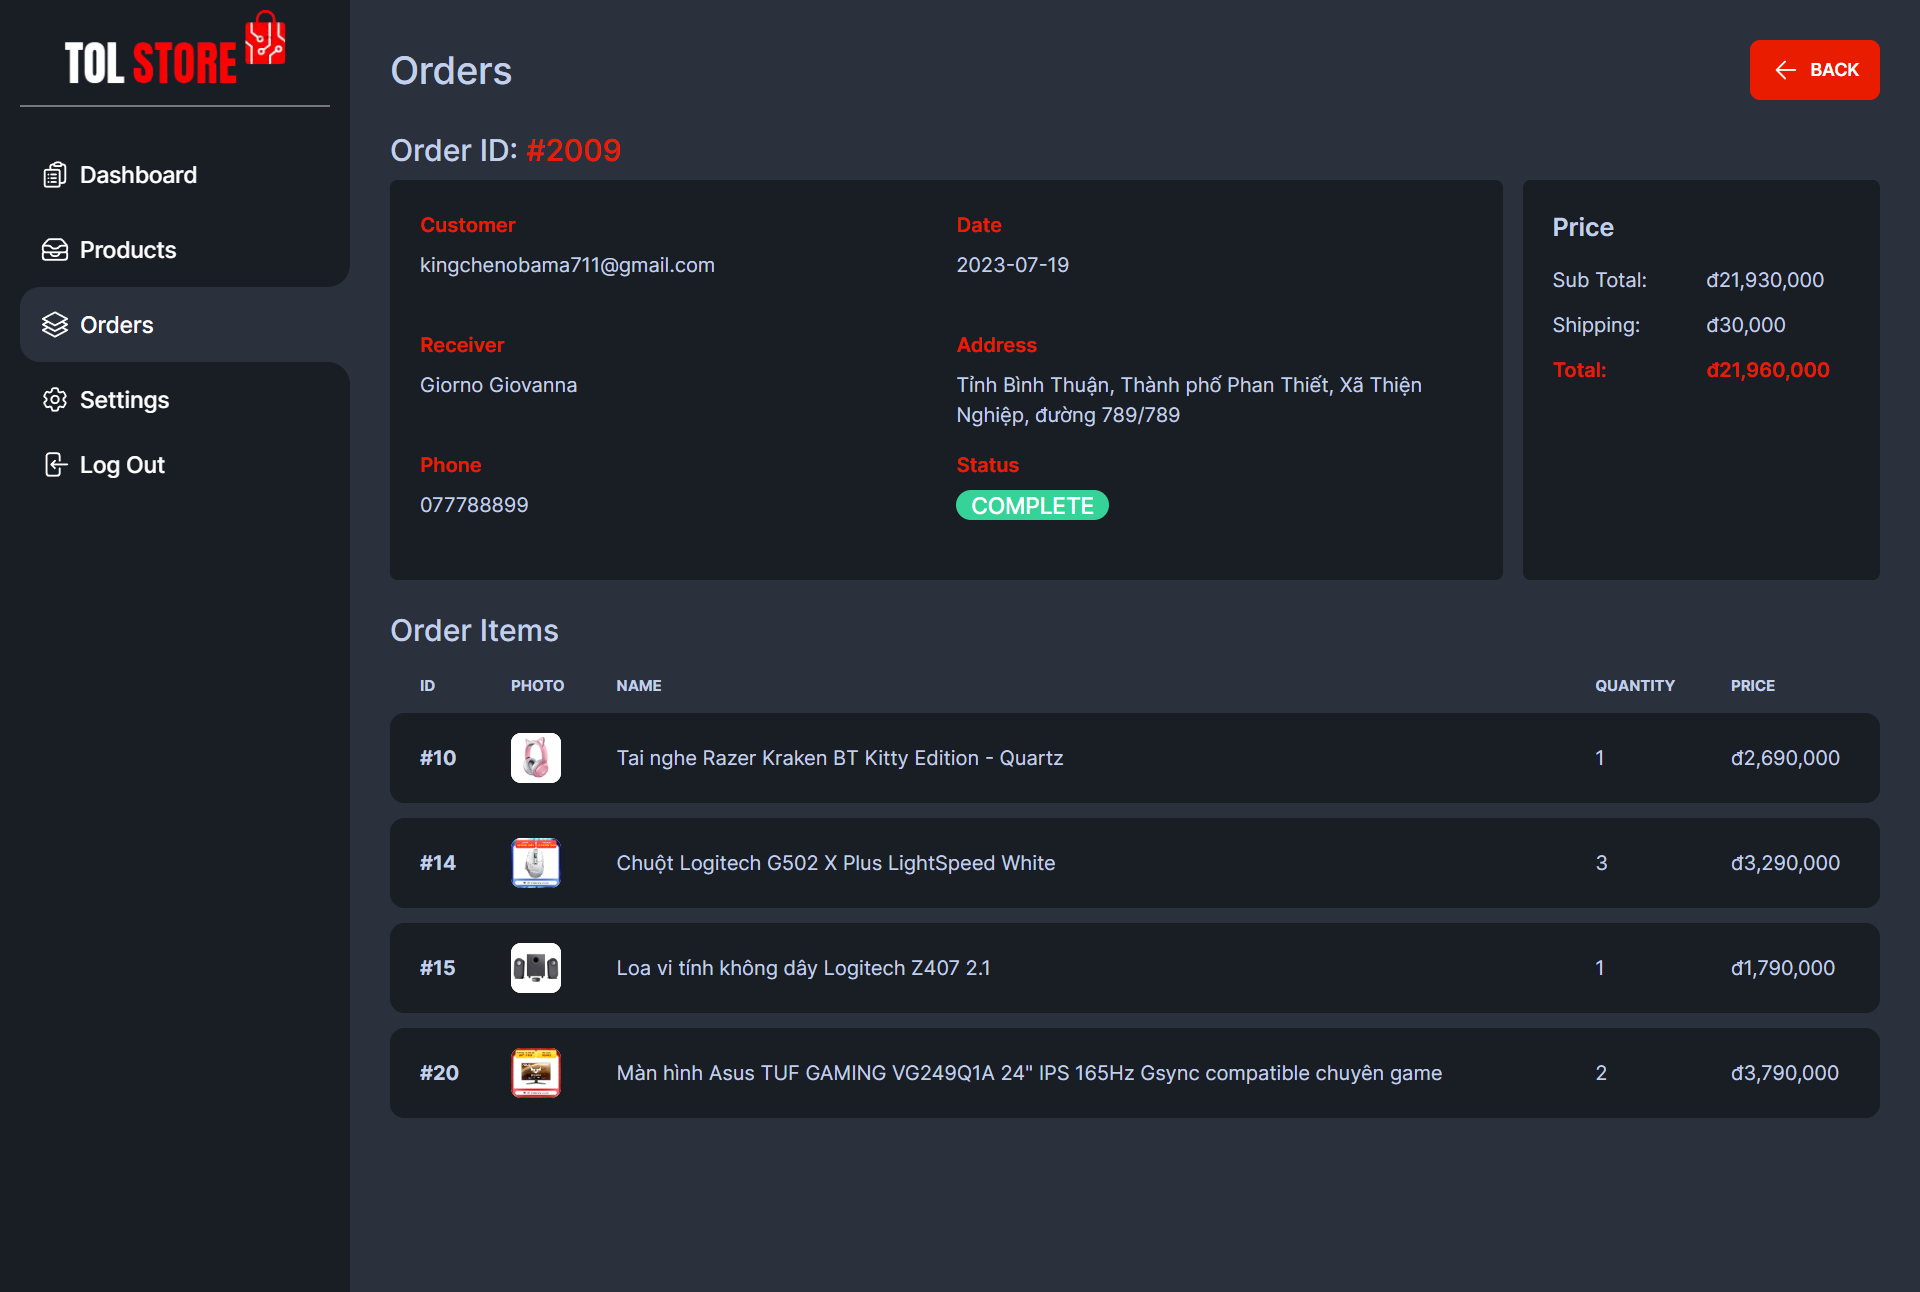 TOL STORE
Dashboard
Products
Orders
Settings
Log Out
Orders
BACK
Order ID: #2009
Customer
kingchenobama711@gmail.com
Date
2023-07-19
Receiver
Giorno Giovanna
Address
Tỉnh Bình Thuận, Thành phố Phan Thiết, Xã Thiện
Nghiệp, đường 789/789
Phone
077788899
Status
COMPLETE
Price
Sub Total: đ21,930,000
Shipping: đ30,000
Total: đ21,960,000
Order Items
ID PHOTO NAME QUANTITY PRICE
#10 Tai nghe Razer Kraken BT Kitty Edition - Quartz 1 đ2,690,000
#14 Chuột Logitech G502 X Plus LightSpeed White 3 đ3,290,000
#15 Loa vi tính không dây Logitech Z407 2.1 1 đ1,790,000
#20 Màn hình Asus TUF GAMING VG249Q1A 24" IPS 165Hz Gsync compatible chuyên game 2 đ3,790,000